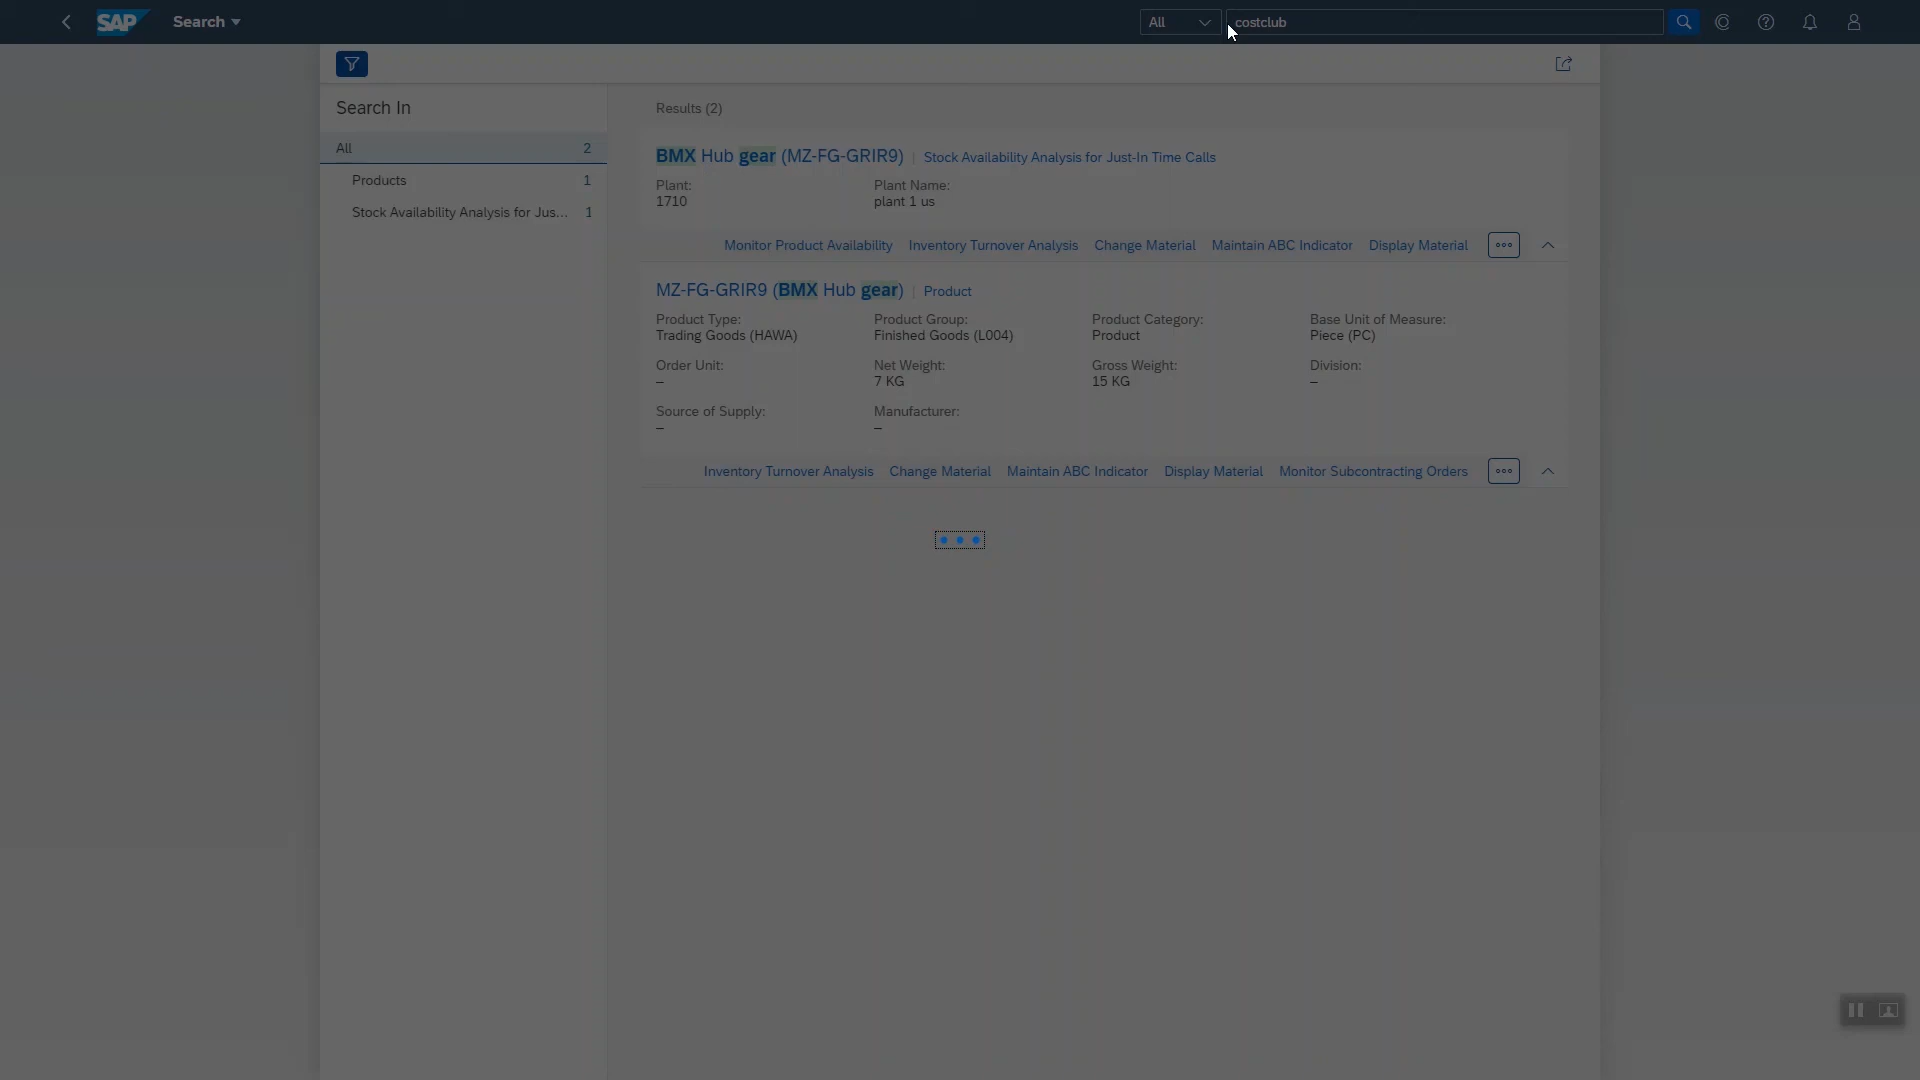 SAP Search All costclub
Search In
All 2
Products 1
Stock Availability Analysis for Jus... 1
Results (2)
BMX Hub gear (MZ-FG-GRIR9) | Stock Availability Analysis for Just-In Time Calls
Plant: Plant Name:
1710 plant 1 us
Monitor Product Availability Inventory Turnover Analysis Change Material Maintain ABC Indicator Display Material
MZ-FG-GRIR9 (BMX Hub gear) | Product
Product Type: Product Group: Product Category: Base Unit of Measure:
Trading Goods (HAWA) Finished Goods (L004) Product Piece (PC)
Order Unit: Net Weight: Gross Weight: Division:
– 7 KG 15 KG –
Source of Supply: Manufacturer:
– –
Inventory Turnover Analysis Change Material Maintain ABC Indicator Display Material Monitor Subcontracting Orders